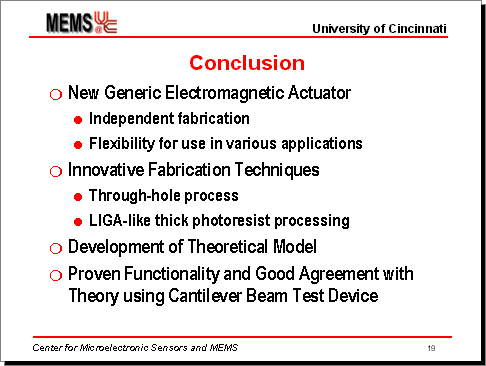 MEMS@UC
University of Cincinnati
Conclusion
New Generic Electromagnetic Actuator
Independent fabrication
Flexibility for use in various applications
Innovative Fabrication Techniques
Through-hole process
LIGA-like thick photoresist processing
Development of Theoretical Model
Proven Functionality and Good Agreement with
Theory using Cantilever Beam Test Device
Center for Microelectronic Sensors and MEMS
19